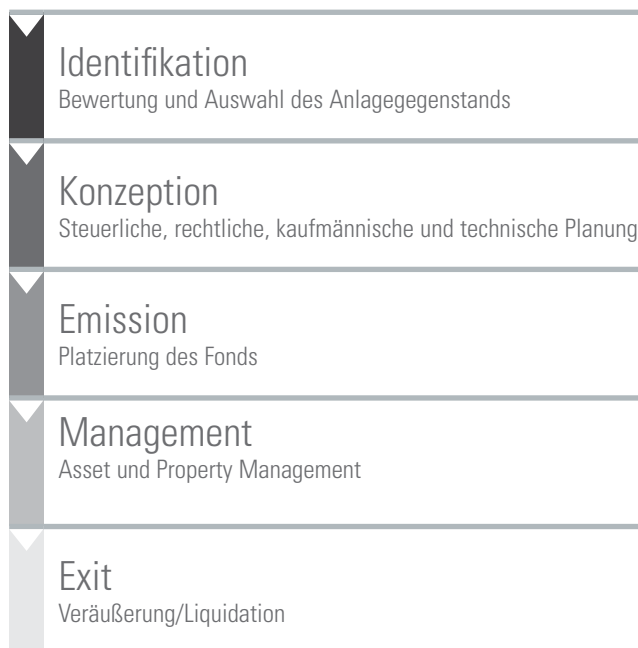 Identifikation
Bewertung und Auswahl des Anlagegegenstands
Konzeption
Steuerliche, rechtliche, kaufmännische und technische Planung
Emission
Platzierung des Fonds
Management
Asset und Property Management
Exit
Veräußerung/Liquidation